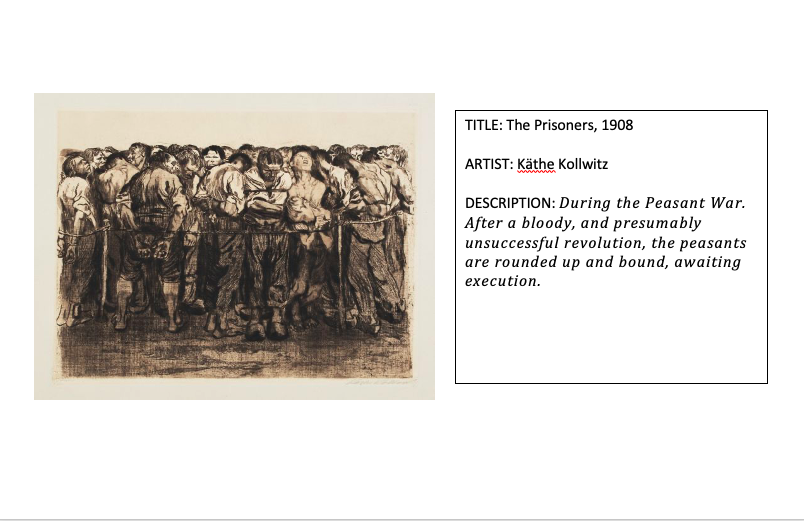 TITLE: The Prisoners, 1908
ARTIST: Käthe Kollwitz
DESCRIPTION: During the Peasant War.
After a bloody, and presumably
unsuccessful revolution, the peasants
are rounded up and bound, awaiting
execution.